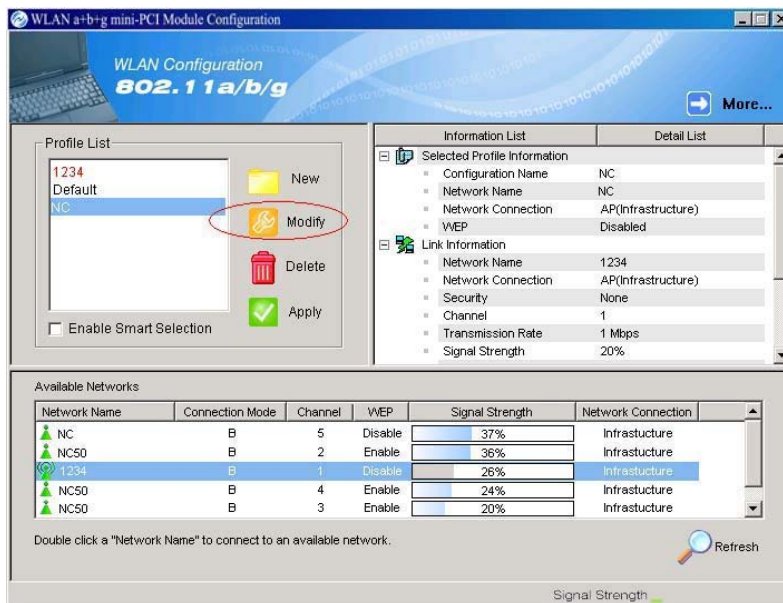 WLAN a+b+g mini-PCI Module Configuration
WLAN Configuration
802.11a/b/g
More...
Profile List
1234
Default
NC
New
Modify
Delete
Apply
Enable Smart Selection
Information List Detail List
Selected Profile Information
Configuration Name NC
Network Name NC
Network Connection AP(Infrastructure)
WEP Disabled
Link Information
Network Name 1234
Network Connection AP(Infrastructure)
Security None
Channel 1
Transmission Rate 1 Mbps
Signal Strength 20%
Available Networks
Network Name Connection Mode Channel WEP Signal Strength Network Connection
NC B 5 Disable 37% Infrastucture
NC50 B 2 Enable 36% Infrastucture
1234 B 1 Disable 26% Infrastucture
NC50 B 4 Enable 24% Infrastucture
NC50 B 3 Enable 20% Infrastucture
Double click a "Network Name" to connect to an available network.
Refresh
Signal Strength